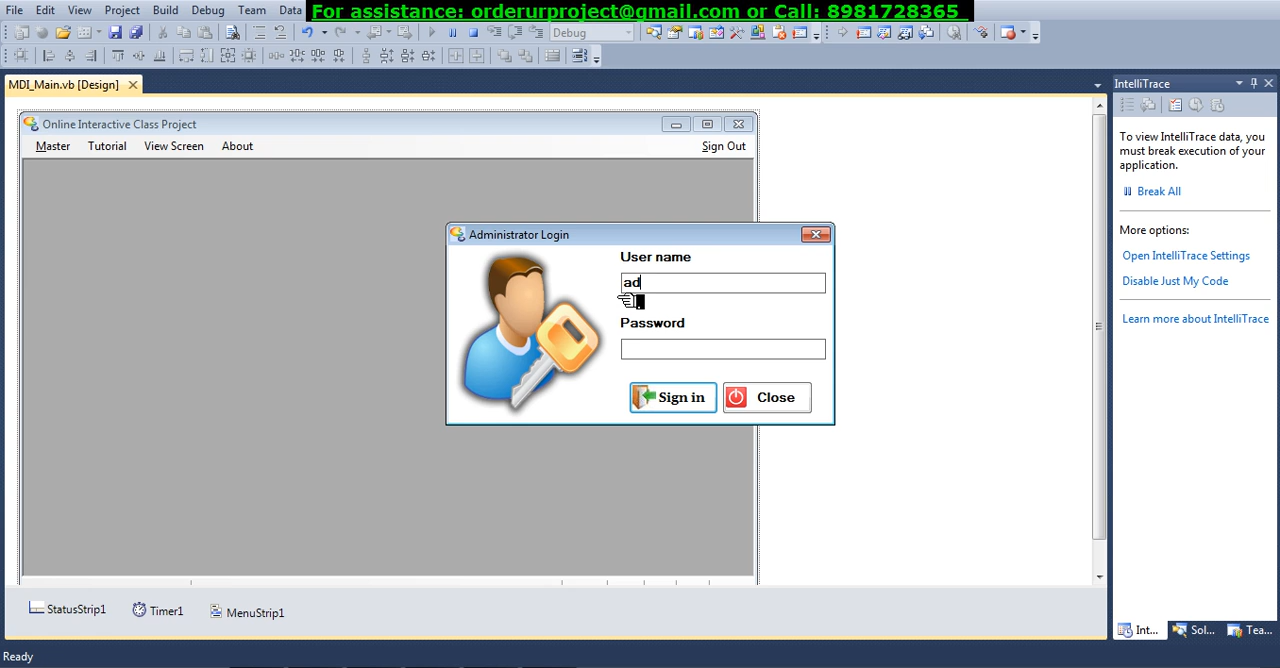 For assistance: orderurproject@gmail.com or Call: 8981728365
File Edit View Project Build Debug Team Data
Debug
MDI_Main.vb [Design]
Online Interactive Class Project
Master Tutorial View Screen About Sign Out
Administrator Login
User name
ad
Password
Sign in Close
StatusStrip1 Timer1 MenuStrip1
IntelliTrace
To view IntelliTrace data, you
must break execution of your
application.
Break All
More options:
Open IntelliTrace Settings
Disable Just My Code
Learn more about IntelliTrace
Int... Sol... Tea...
Ready